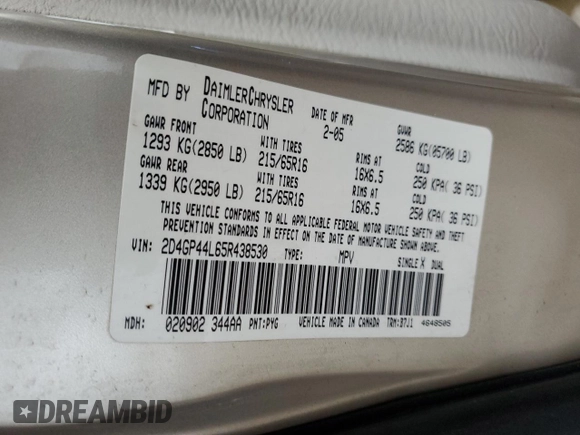 MFD BY DAIMLERCHRYSLER CORPORATION DATE OF MFR 2-05 GVWR 2586 KG(05700 LB)
GAWR FRONT WITH TIRES RIMS AT COLD
1293 KG(2850 LB) 215/65R16 16X6.5 250 KPA( 36 PSI)
GAWR REAR WITH TIRES RIMS AT COLD
1339 KG(2950 LB) 215/65R16 16X6.5 250 KPA( 36 PSI)
THIS VEHICLE CONFORMS TO ALL APPLICABLE FEDERAL MOTOR VEHICLE SAFETY AND THEFT
PREVENTION STANDARDS IN EFFECT ON THE DATE OF MANUFACTURE SHOWN ABOVE.
VIN: 2D4GP44L65R438530 TYPE: MPV SINGLE X DUAL
MDH: 020902 344AA PNT:PYG VEHICLE MADE IN CANADA TRM:B7J1 4648505
DREAMBID